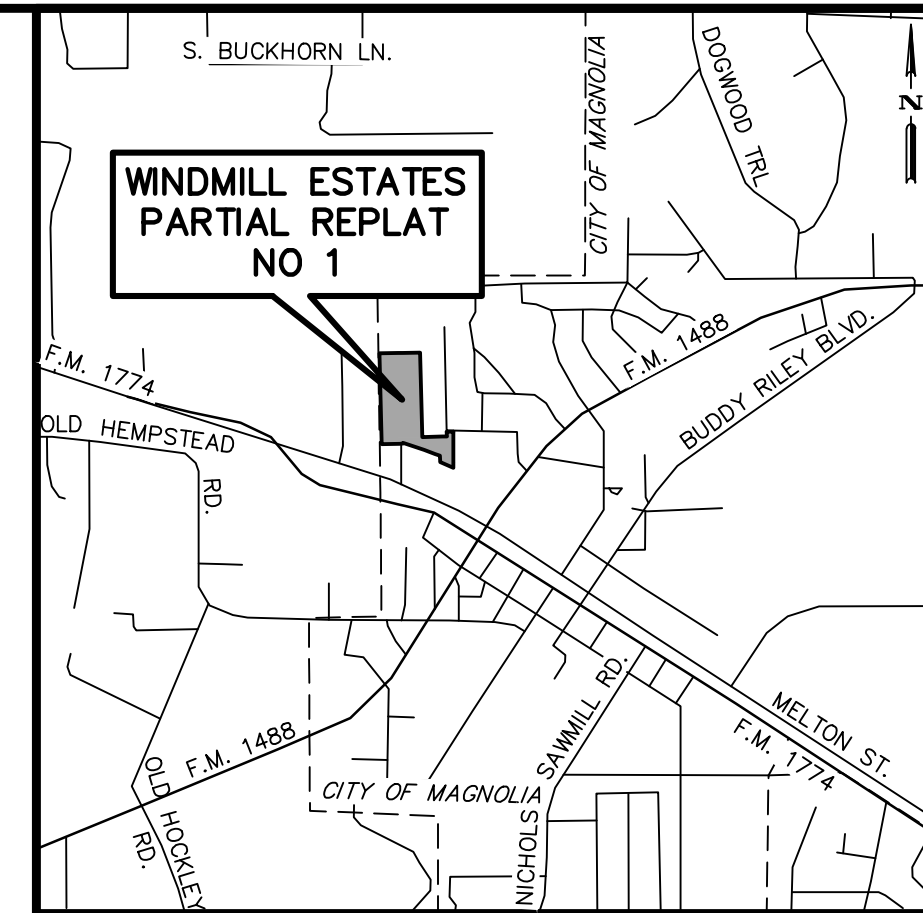 S. BUCKHORN LN.
CITY OF MAGNOLIA
DOGWOOD TRL
N
WINDMILL ESTATES
PARTIAL REPLAT
NO 1
F.M. 1488
BUDDY RILEY BLVD.
F.M. 1774
OLD HEMPSTEAD
RD.
MELTON ST.
F.M. 1774
NICHOLS SAWMILL RD.
F.M. 1488
CITY OF MAGNOLIA
OLD HOCKLEY
RD.